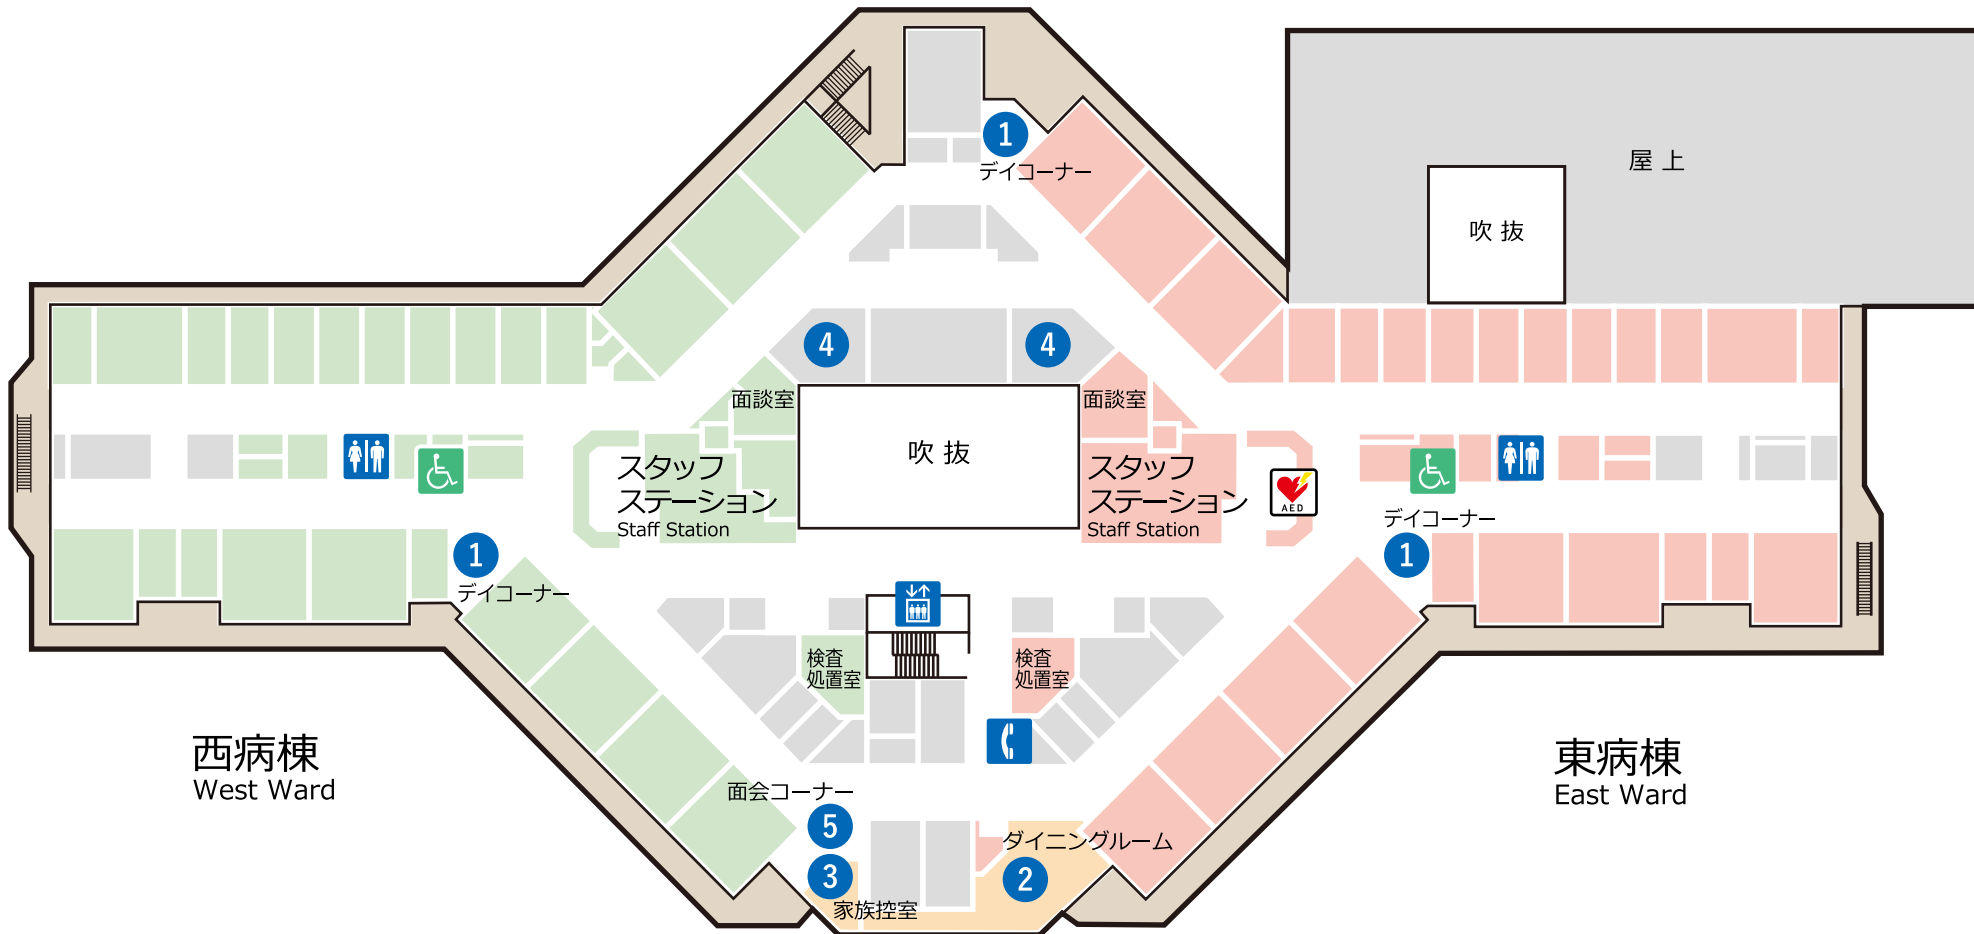 1
デイコーナー
屋上
吹抜
4
4
面談室
面談室
吹抜
スタッフ
ステーション
Staff Station
スタッフ
ステーション
Staff Station
AED
デイコーナー
1
1
デイコーナー
検査
処置室
検査
処置室
西病棟
West Ward
東病棟
East Ward
面会コーナー
5
3
家族控室
ダイニングルーム
2